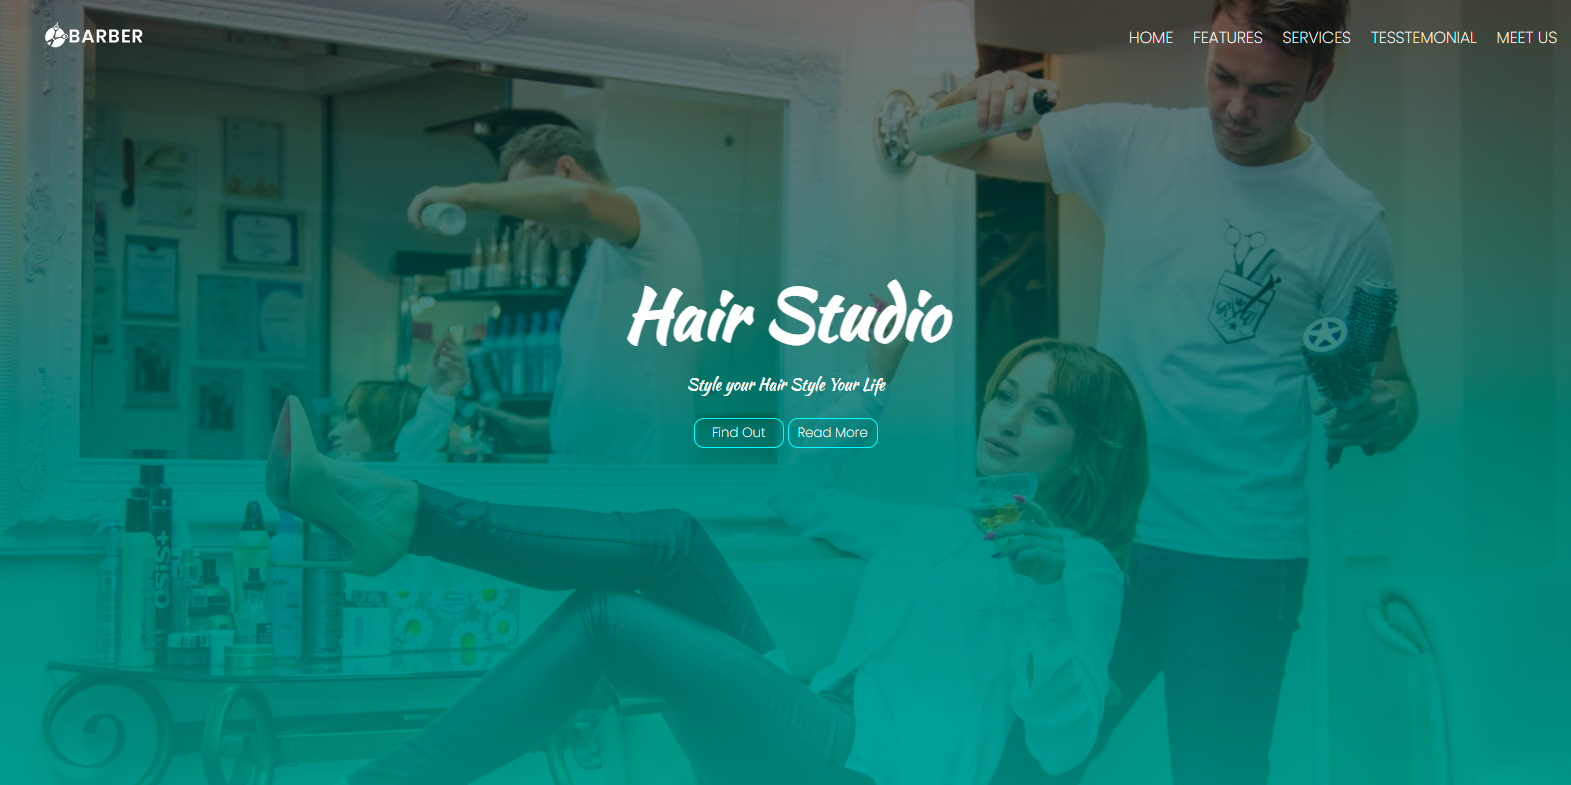 BARBER
HOME FEATURES SERVICES TESSTEMONIAL MEET US
Hair Studio
Style your Hair Style Your Life
Find Out Read More
OSIS+